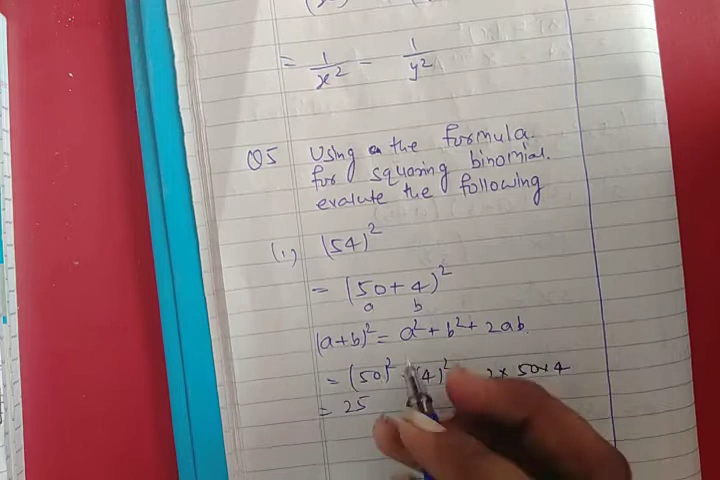 = 1/x² - 1/y²
Q5 Using a the formula.
for squaring binomial.
evalute the following
(i) (54)²
= (50+4)²
a b
(a+b)² = a² + b² + 2ab
= (50)² (4)² 2×50×4
= 25